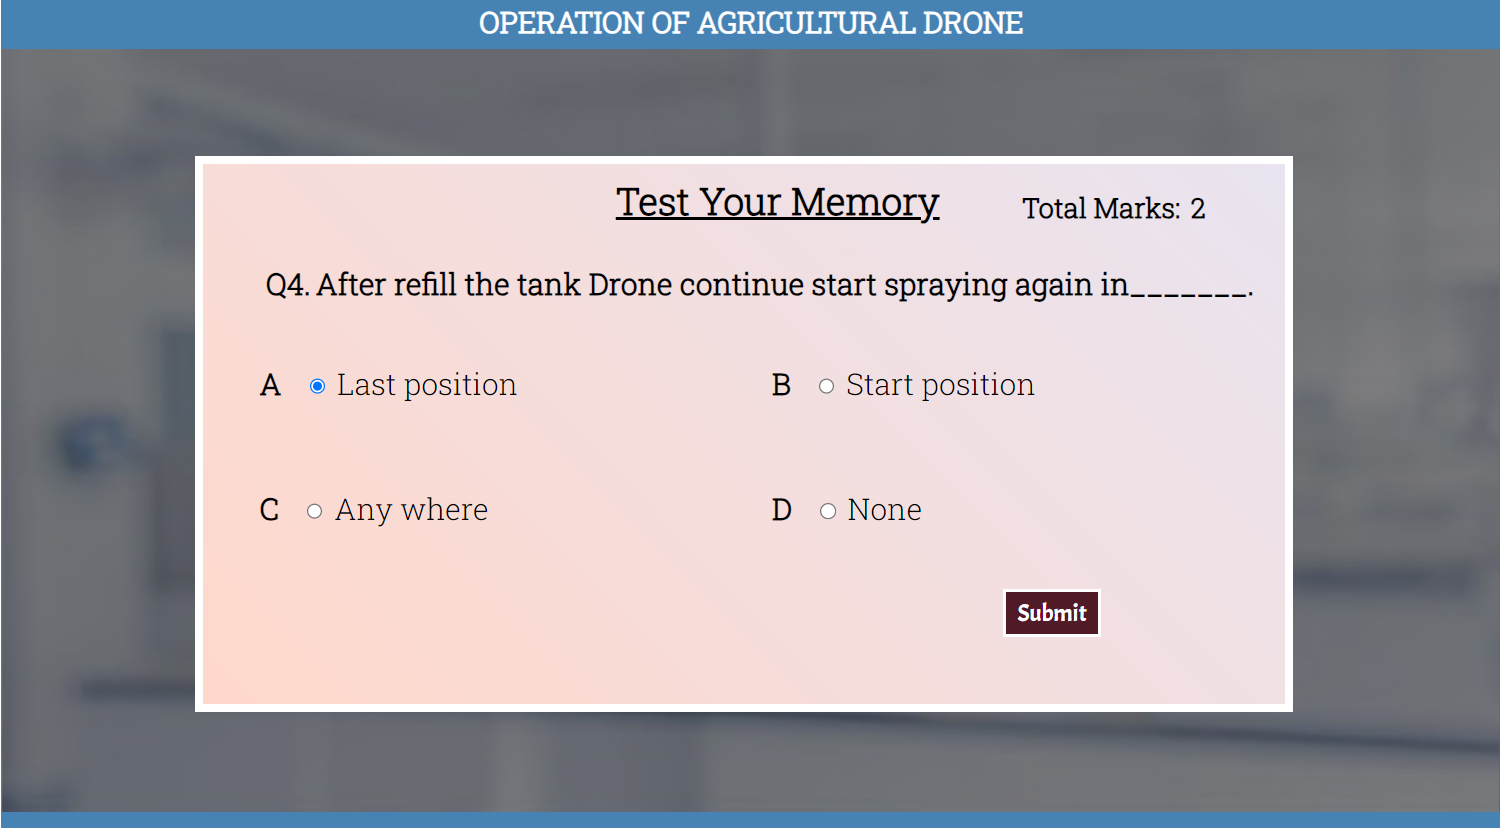 OPERATION OF AGRICULTURAL DRONE
Test Your Memory
Total Marks: 2
Q4. After refill the tank Drone continue start spraying again in_______.
A Last position
B Start position
C Any where
D None
Submit